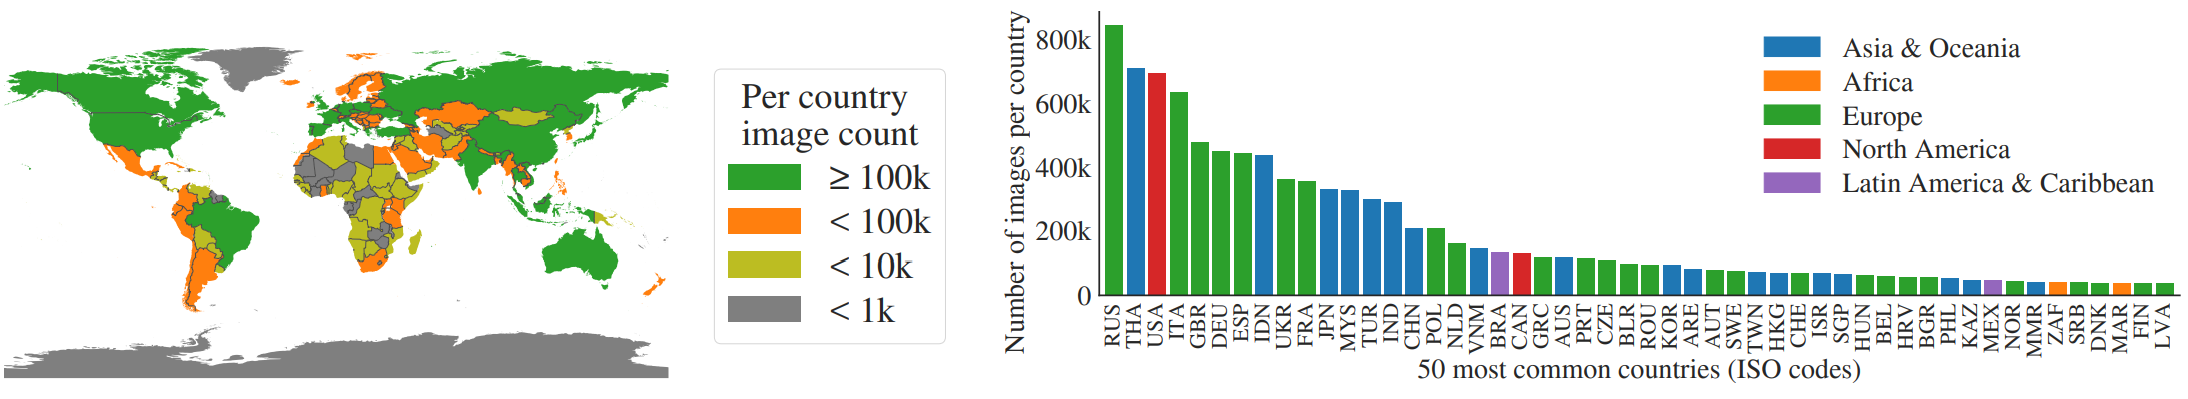 Per country
image count
≥ 100k
< 100k
< 10k
< 1k
Number of images per country
800k
600k
400k
200k
0
Asia & Oceania
Africa
Europe
North America
Latin America & Caribbean
RUS THA USA ITA GBR DEU ESP IDN UKR FRA JPN MYS TUR IND CHN POL NLD VNM BRA CAN GRC AUS PRT CZE BLR ROU KOR ARE AUT SWE TWN HKG CHE ISR SGP HUN BEL HRV BGR PHL KAZ MEX NOR MMR ZAF SRB DNK MAR FIN LVA
50 most common countries (ISO codes)